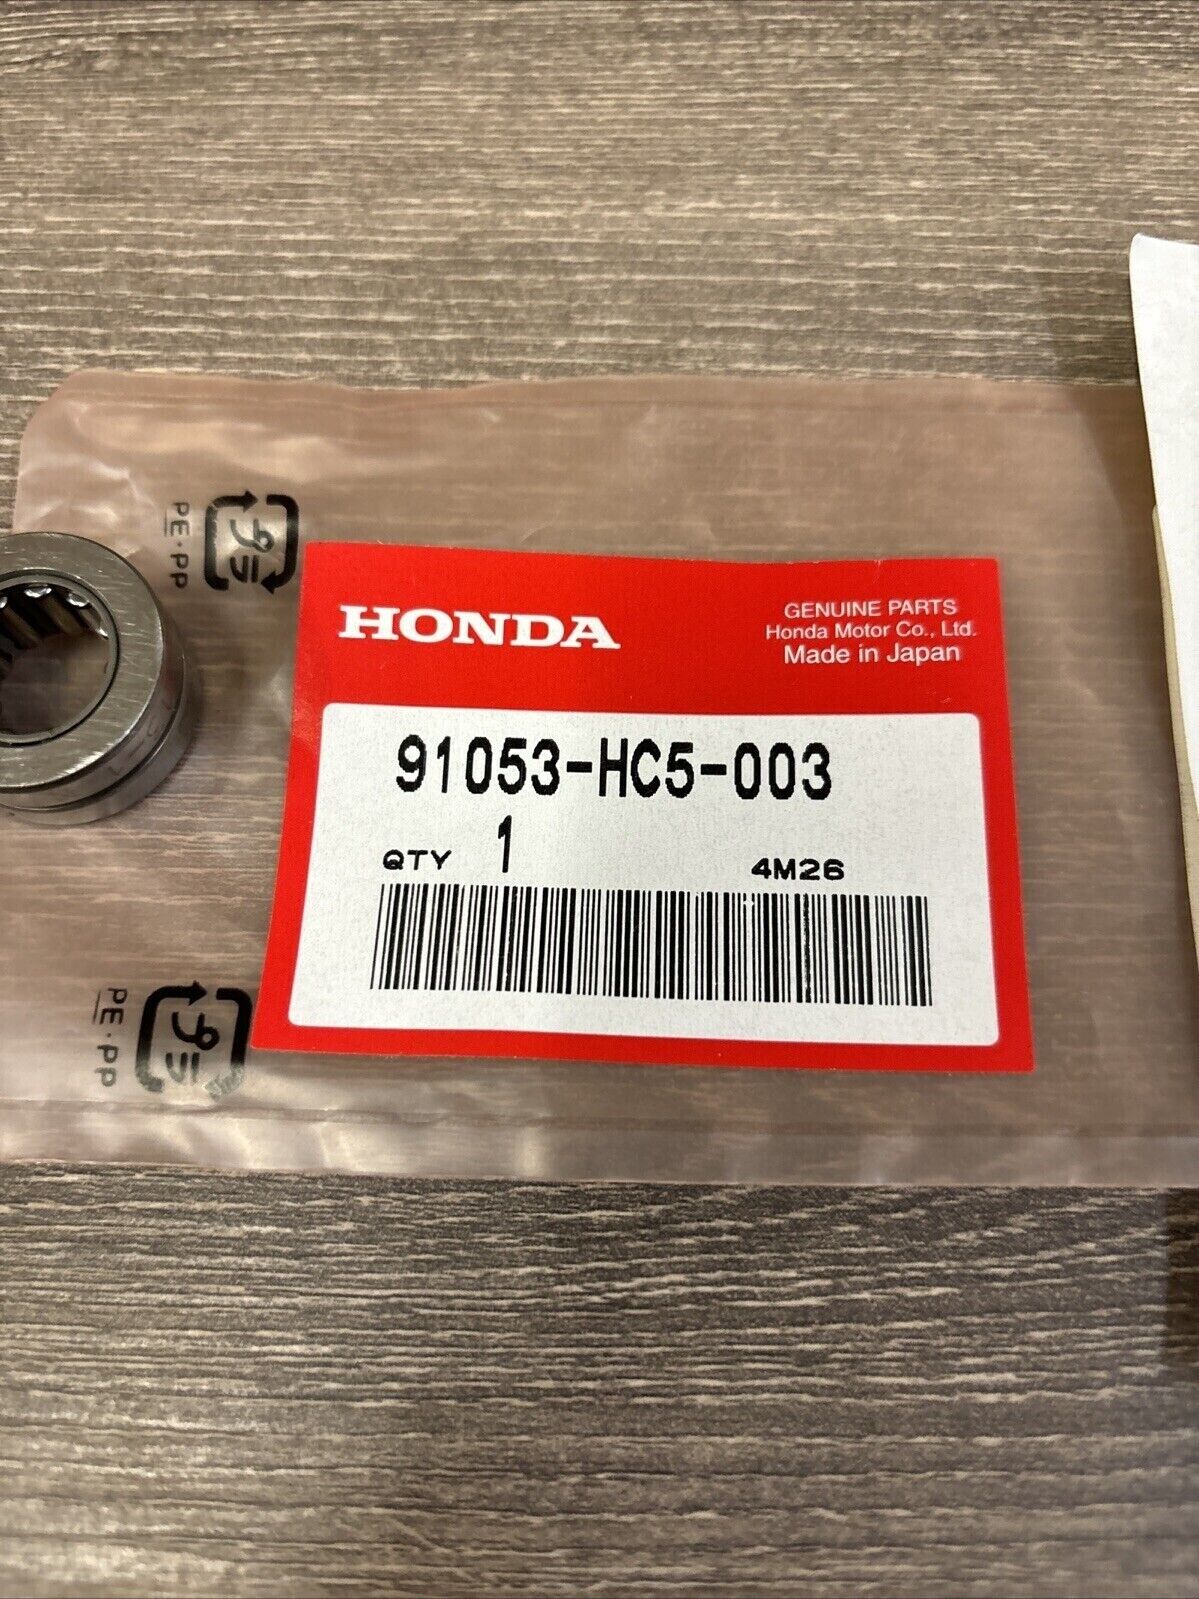 PE・PP
プラ
HONDA
GENUINE PARTS
Honda Motor Co., Ltd.
Made in Japan
91053-HC5-003
QTY 1
4M26
PE・PP
プラ